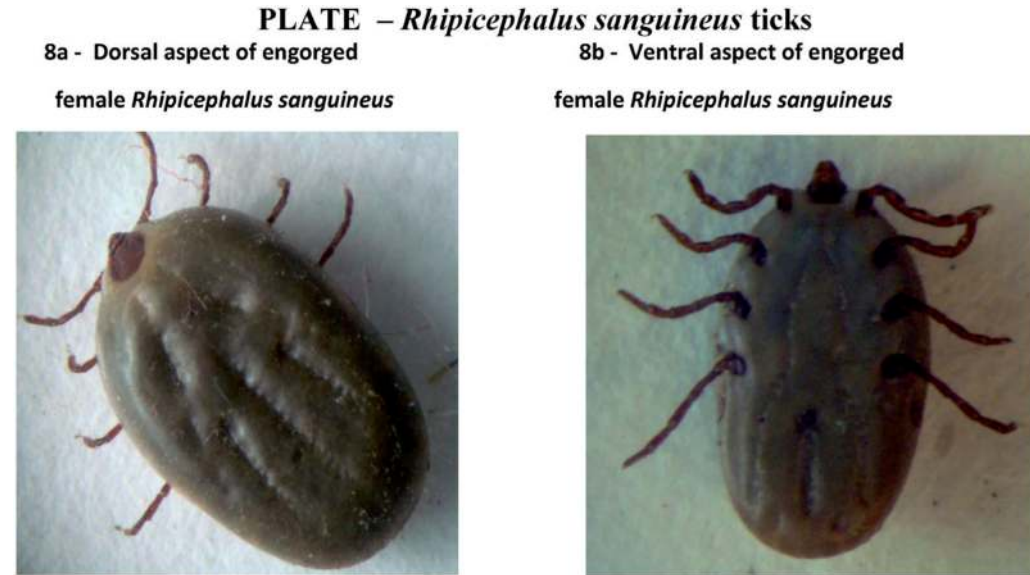 PLATE – Rhipicephalus sanguineus ticks
8a - Dorsal aspect of engorged
female Rhipicephalus sanguineus
8b - Ventral aspect of engorged
female Rhipicephalus sanguineus